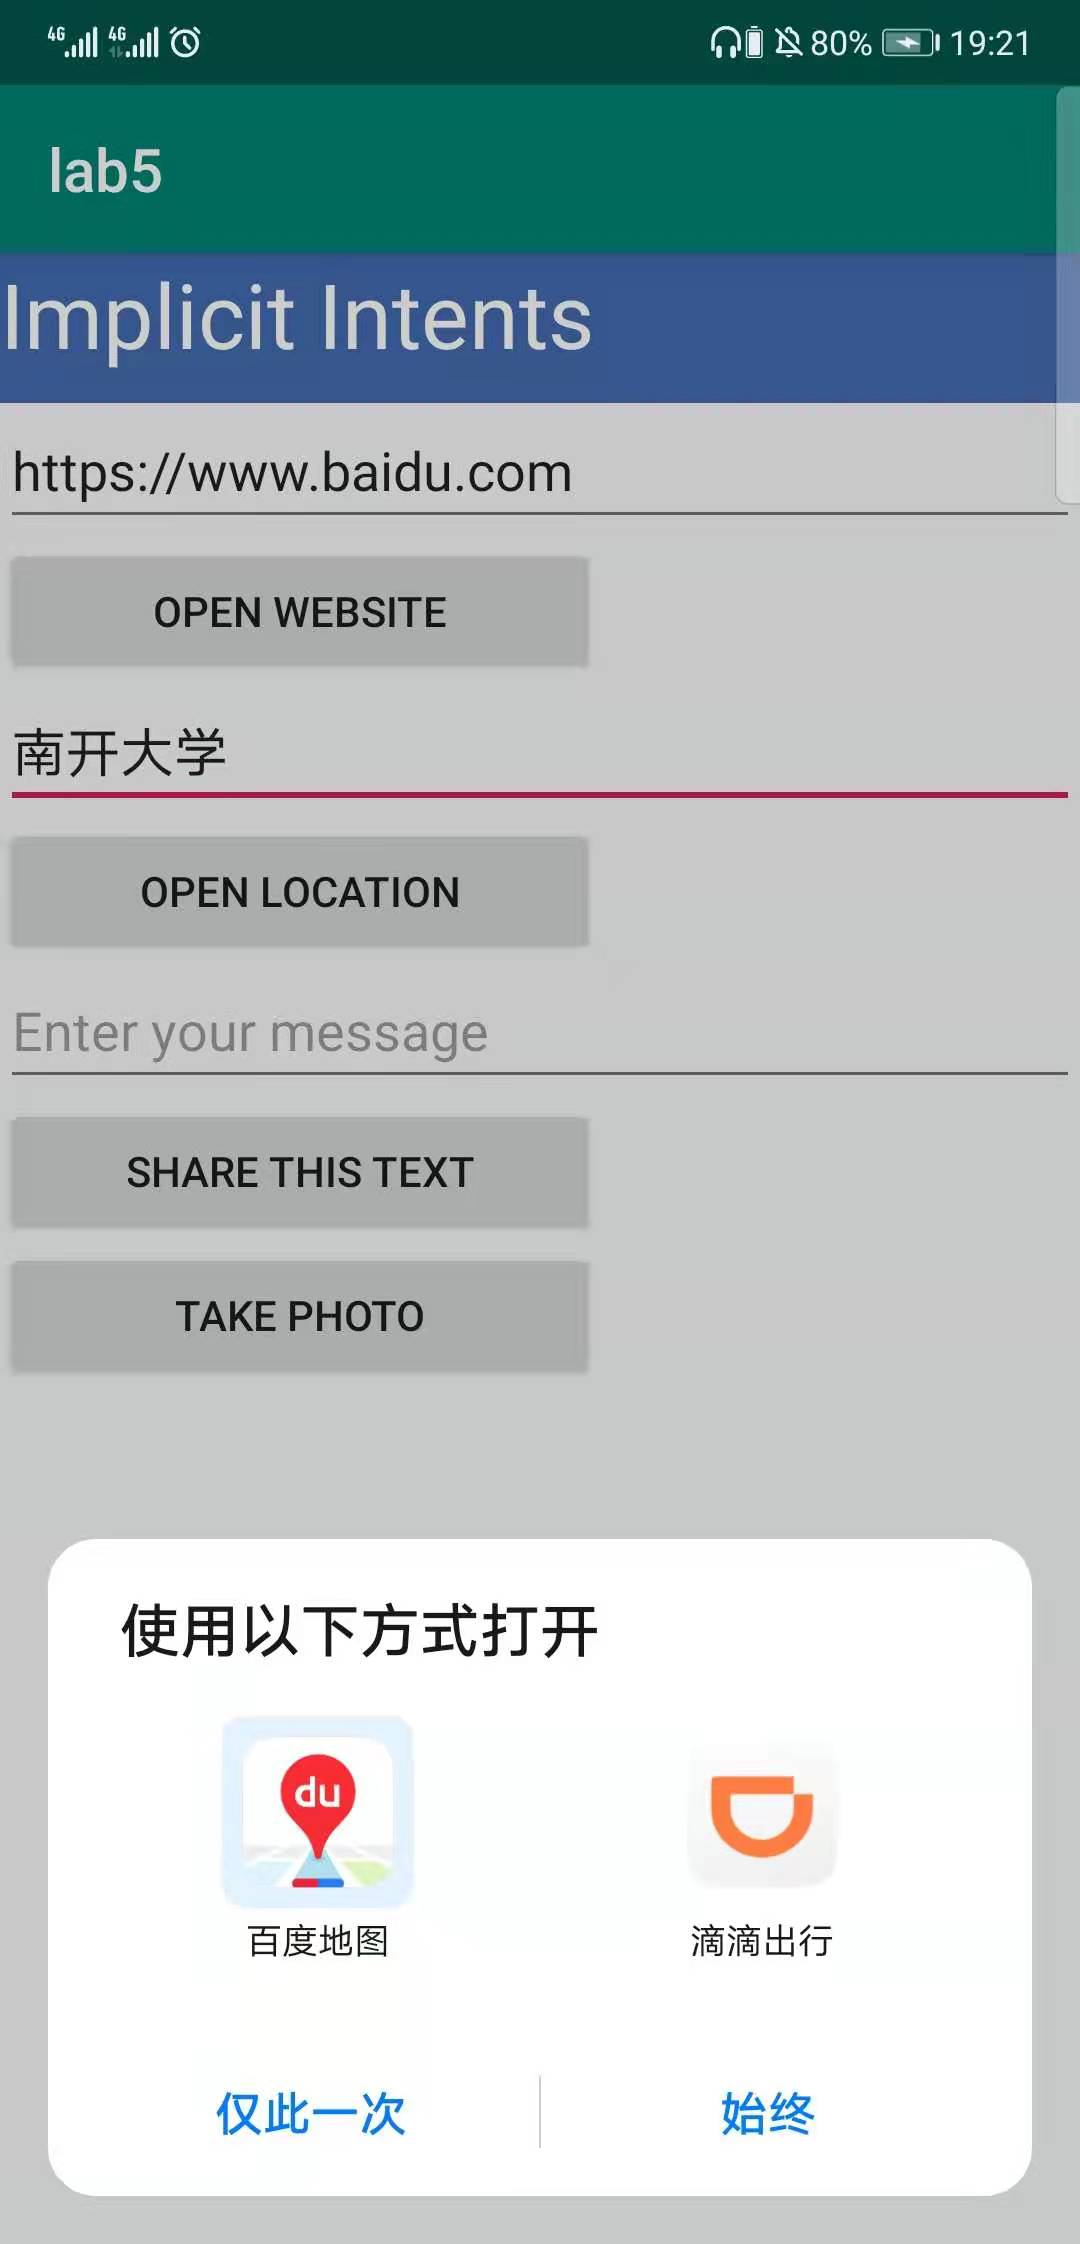 4G 4G 80% 19:21
lab5
Implicit Intents
https://www.baidu.com
OPEN WEBSITE
南开大学
OPEN LOCATION
Enter your message
SHARE THIS TEXT
TAKE PHOTO
使用以下方式打开
du
百度地图 滴滴出行
仅此一次 始终